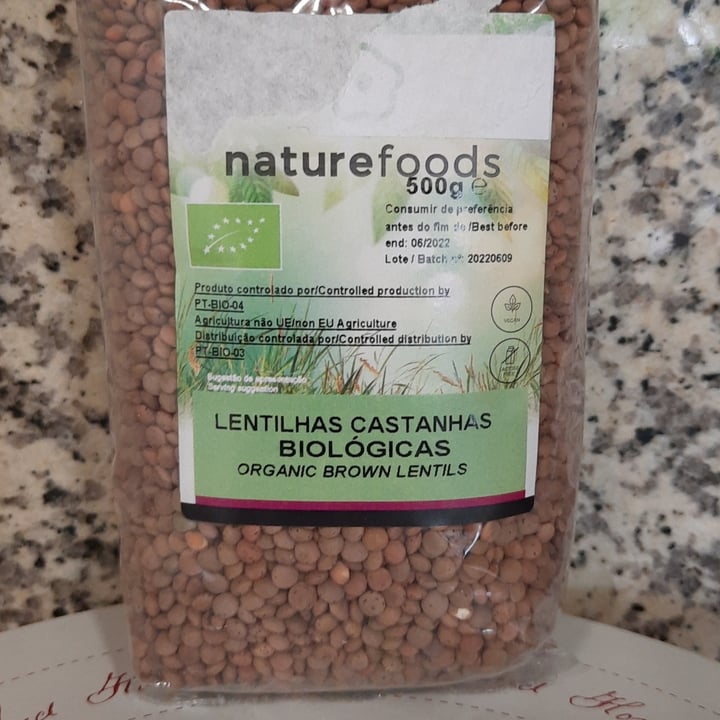 naturefoods
500g ℮
Consumir de preferência
antes do fim de /Best before
end: 06/2022
Lote / Batch nº: 20220609
Produto controlado por/Controlled production by
PT-BIO-04
Agricultura não UE/non EU Agriculture
Distribuição controlada por/Controlled distribution by
PT-BIO-03
VEGAN
Sugestão de apresentação
Serving suggestion
LENTILHAS CASTANHAS
BIOLÓGICAS
ORGANIC BROWN LENTILS